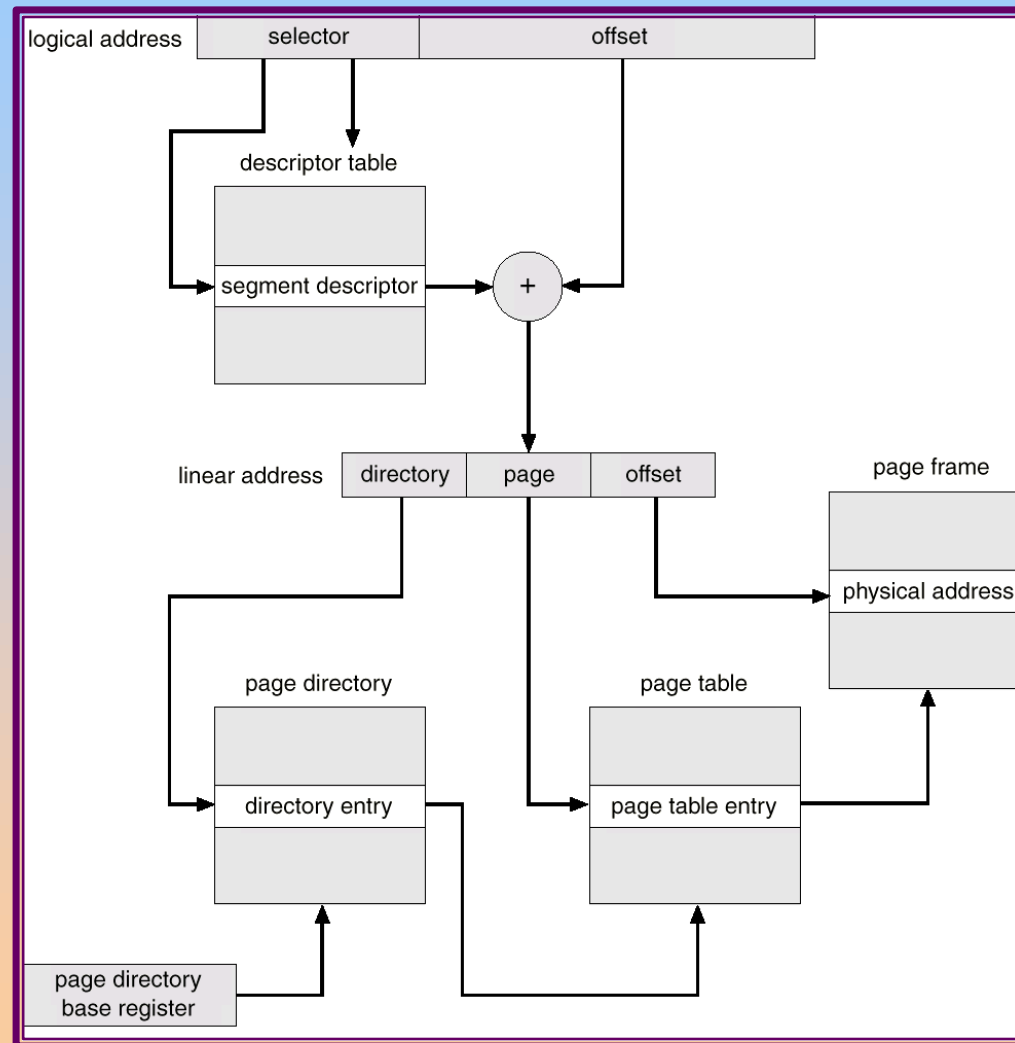 logical address
selector
offset
descriptor table
segment descriptor
+
linear address
directory
page
offset
page frame
physical address
page directory
page table
directory entry
page table entry
page directory
base register